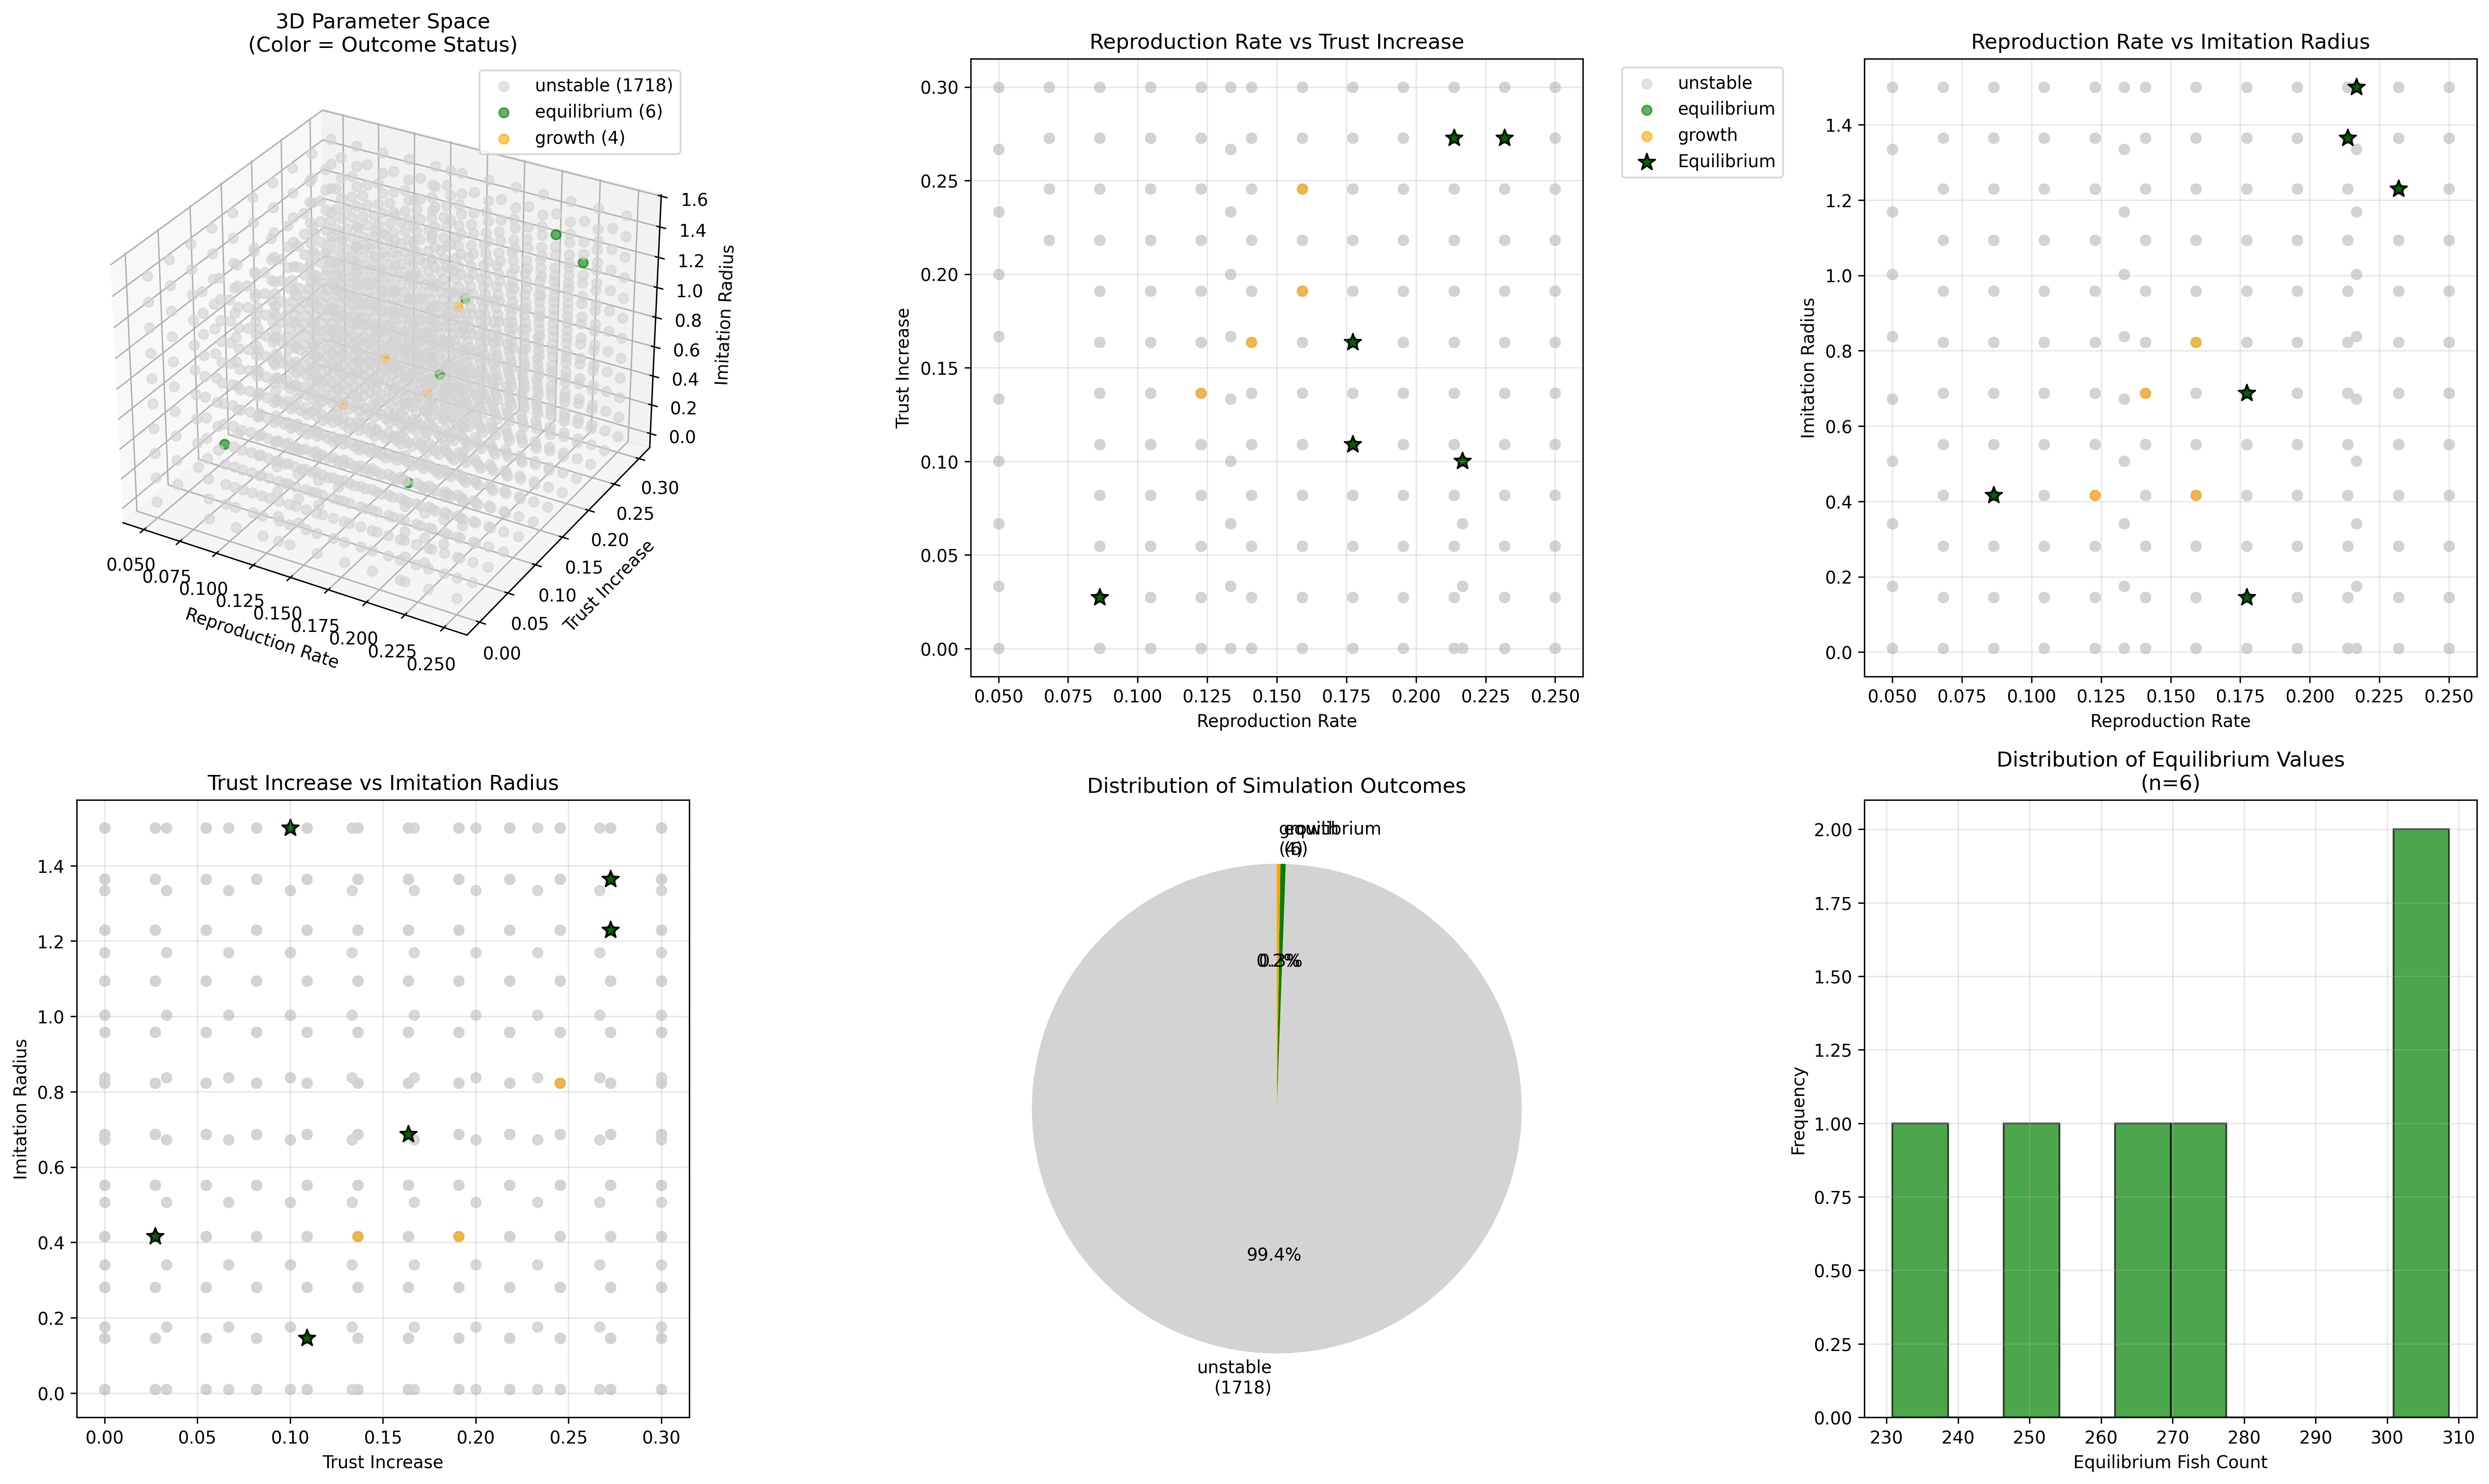 3D Parameter Space
(Color = Outcome Status)
unstable (1718)
equilibrium (6)
growth (4)
1.6
1.4
1.2
1.0
0.8
0.6
0.4
0.2
0.0
Imitation Radius
0.30
0.25
0.20
0.15
0.10
0.05
0.00
Trust Increase
0.050
0.075
0.100
0.125
0.150
0.175
0.200
0.225
0.250
Reproduction Rate
Reproduction Rate vs Trust Increase
0.30
0.25
0.20
0.15
0.10
0.05
0.00
Trust Increase
0.050 0.075 0.100 0.125 0.150 0.175 0.200 0.225 0.250
Reproduction Rate
unstable
equilibrium
growth
Equilibrium
Reproduction Rate vs Imitation Radius
1.4
1.2
1.0
0.8
0.6
0.4
0.2
0.0
Imitation Radius
0.050 0.075 0.100 0.125 0.150 0.175 0.200 0.225 0.250
Reproduction Rate
Trust Increase vs Imitation Radius
1.4
1.2
1.0
0.8
0.6
0.4
0.2
0.0
Imitation Radius
0.00 0.05 0.10 0.15 0.20 0.25 0.30
Trust Increase
Distribution of Simulation Outcomes
growth
(4)
equilibrium
(6)
0.2%
0.3%
99.4%
unstable
(1718)
Distribution of Equilibrium Values
(n=6)
2.00
1.75
1.50
1.25
1.00
0.75
0.50
0.25
0.00
Frequency
230 240 250 260 270 280 290 300 310
Equilibrium Fish Count